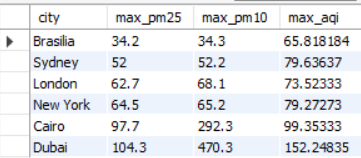 city max_pm25 max_pm10 max_aqi
Brasilia 34.2 34.3 65.818184
Sydney 52 52.2 79.63637
London 62.7 68.1 73.52333
New York 64.5 65.2 79.27273
Cairo 97.7 292.3 99.35333
Dubai 104.3 470.3 152.24835